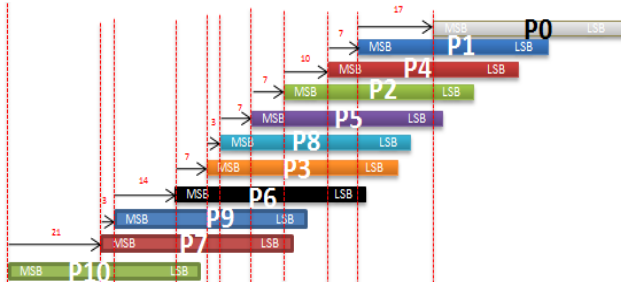 17
MSB P0 LSB
7
MSB P1 LSB
10
MSB P4 LSB
7
MSB P2 LSB
7
MSB P5 LSB
3
MSB P8 LSB
7
MSB P3 LSB
14
MSB P6 LSB
3
MSB P9 LSB
21
MSB P7 LSB
MSB P10 LSB